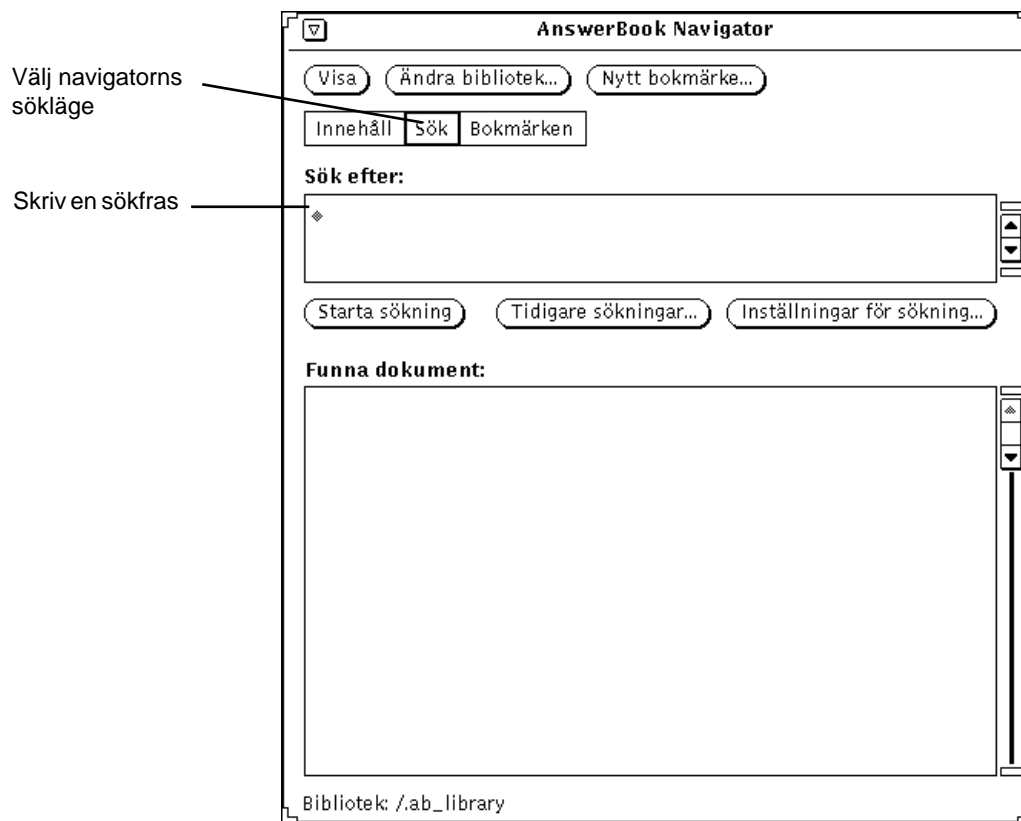 AnswerBook Navigator
Visa Ändra bibliotek... Nytt bokmärke...
Välj navigatorns
sökläge
Innehåll Sök Bokmärken
Sök efter:
Skriv en sökfras
Starta sökning Tidigare sökningar... Inställningar för sökning...
Funna dokument:
Bibliotek: /.ab_library